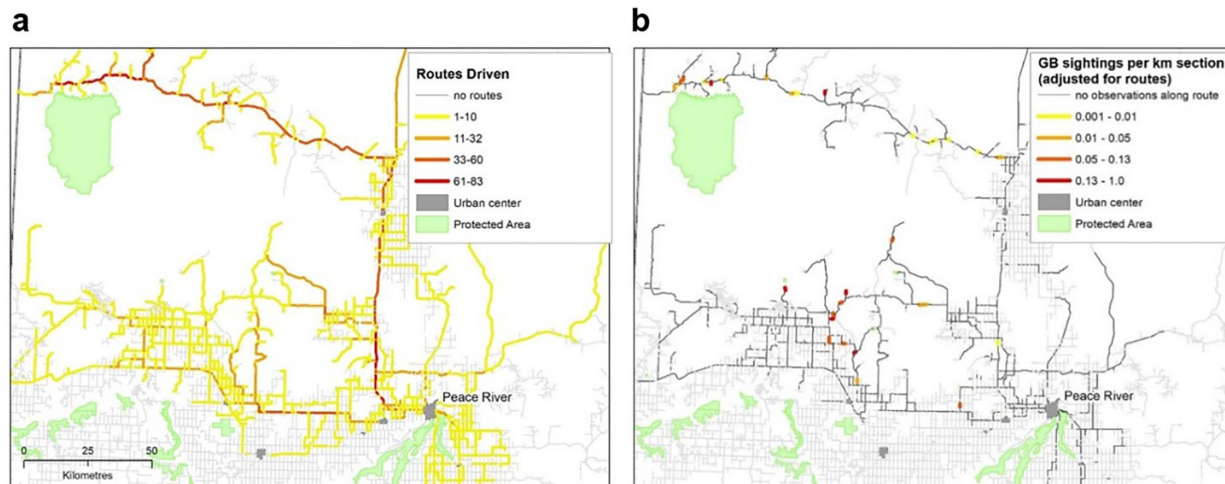 a
Routes Driven
no routes
1-10
11-32
33-60
61-83
Urban center
Protected Area
Peace River
0 25 50
Kilometres
b
GB sightings per km section
(adjusted for routes)
no observations along route
0.001 - 0.01
0.01 - 0.05
0.05 - 0.13
0.13 - 1.0
Urban center
Protected Area
Peace River